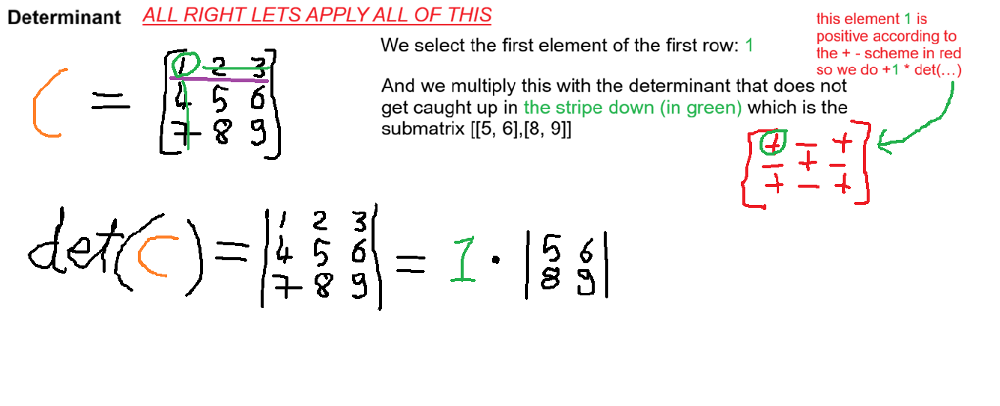 Determinant ALL RIGHT LETS APPLY ALL OF THIS
this element 1 is
positive according to
the + - scheme in red
so we do +1 * det(...)
We select the first element of the first row: 1
And we multiply this with the determinant that does not
get caught up in the stripe down (in green) which is the
submatrix [[5, 6],[8, 9]]
C = [1 2 3
4 5 6
7 8 9]
[+ - +
- + -
+ - +]
det(C) = |1 2 3
4 5 6
7 8 9| = 1 · |5 6
8 9|